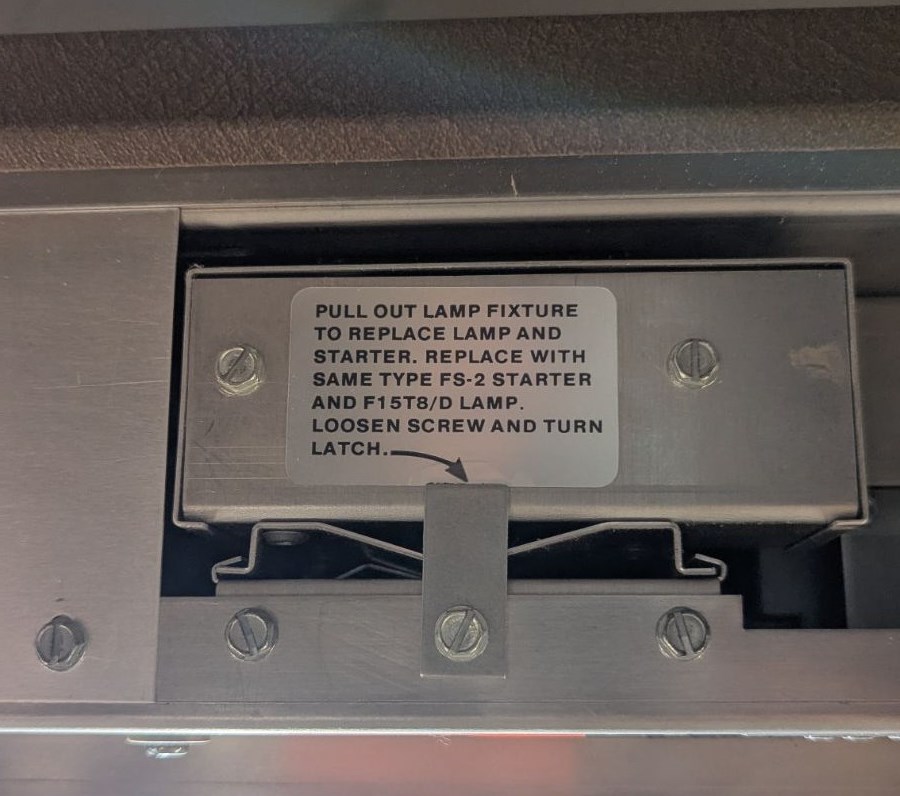 PULL OUT LAMP FIXTURE
TO REPLACE LAMP AND
STARTER. REPLACE WITH
SAME TYPE FS-2 STARTER
AND F15T8/D LAMP.
LOOSEN SCREW AND TURN
LATCH.